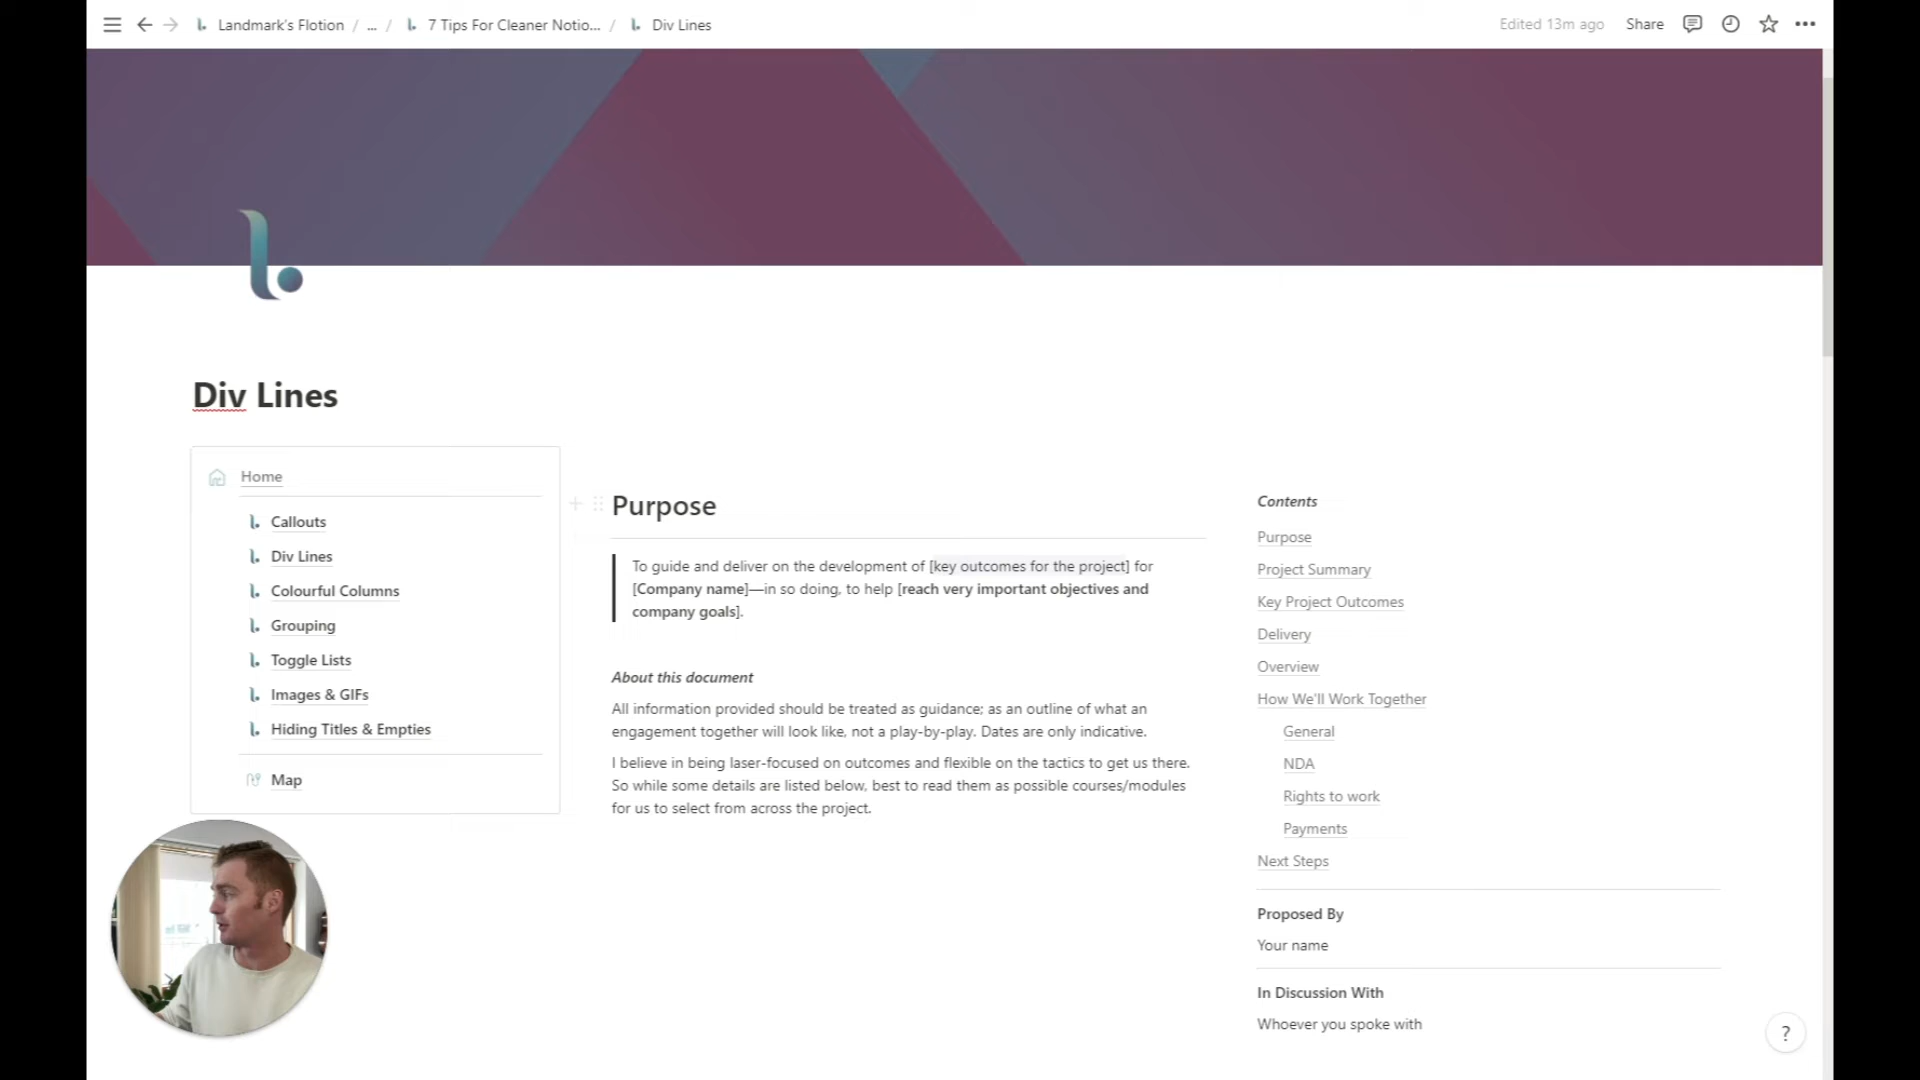 Landmark's Flotion / ... / 7 Tips For Cleaner Notio... / Div Lines
Edited 13m ago Share
Div Lines
Home
Callouts
Div Lines
Colourful Columns
Grouping
Toggle Lists
Images & GIFs
Hiding Titles & Empties
Map
Purpose
To guide and deliver on the development of [key outcomes for the project] for
[Company name]—in so doing, to help [reach very important objectives and
company goals].
About this document
All information provided should be treated as guidance; as an outline of what an
engagement together will look like, not a play-by-play. Dates are only indicative.
I believe in being laser-focused on outcomes and flexible on the tactics to get us there.
So while some details are listed below, best to read them as possible courses/modules
for us to select from across the project.
Contents
Purpose
Project Summary
Key Project Outcomes
Delivery
Overview
How We'll Work Together
General
NDA
Rights to work
Payments
Next Steps
Proposed By
Your name
In Discussion With
Whoever you spoke with
?